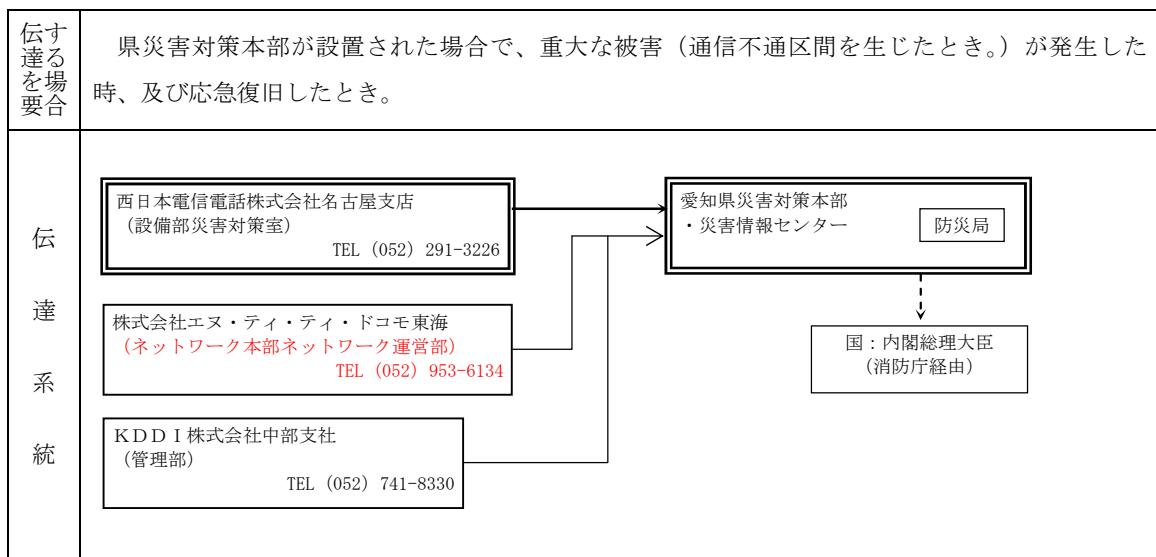 伝達を要
する場合
県災害対策本部が設置された場合で、重大な被害（通信不通区間を生じたとき。）が発生した
時、及び応急復旧したとき。
伝達系統
西日本電信電話株式会社名古屋支店
（設備部災害対策室）
TEL (052) 291-3226
愛知県災害対策本部
・災害情報センター
防災局
株式会社エヌ・ティ・ティ・ドコモ東海
（ネットワーク本部ネットワーク運営部）
TEL (052) 953-6134
国：内閣総理大臣
（消防庁経由）
ＫＤＤＩ株式会社中部支社
（管理部）
TEL (052) 741-8330